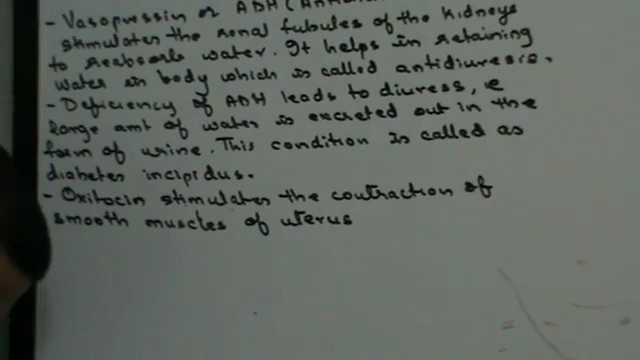 - Vasopressin or ADH (
stimulates the renal tubules of the kidneys
to reabsorb water. It helps in retaining
water in body which is called antidiuresis.
- Deficiency of ADH leads to diuress, ie
large amt of water is excreted out in the
form of urine. This condition is called as
diabetes incipidus.
- Oxitocin stimulates the contraction of
smooth muscles of uterus